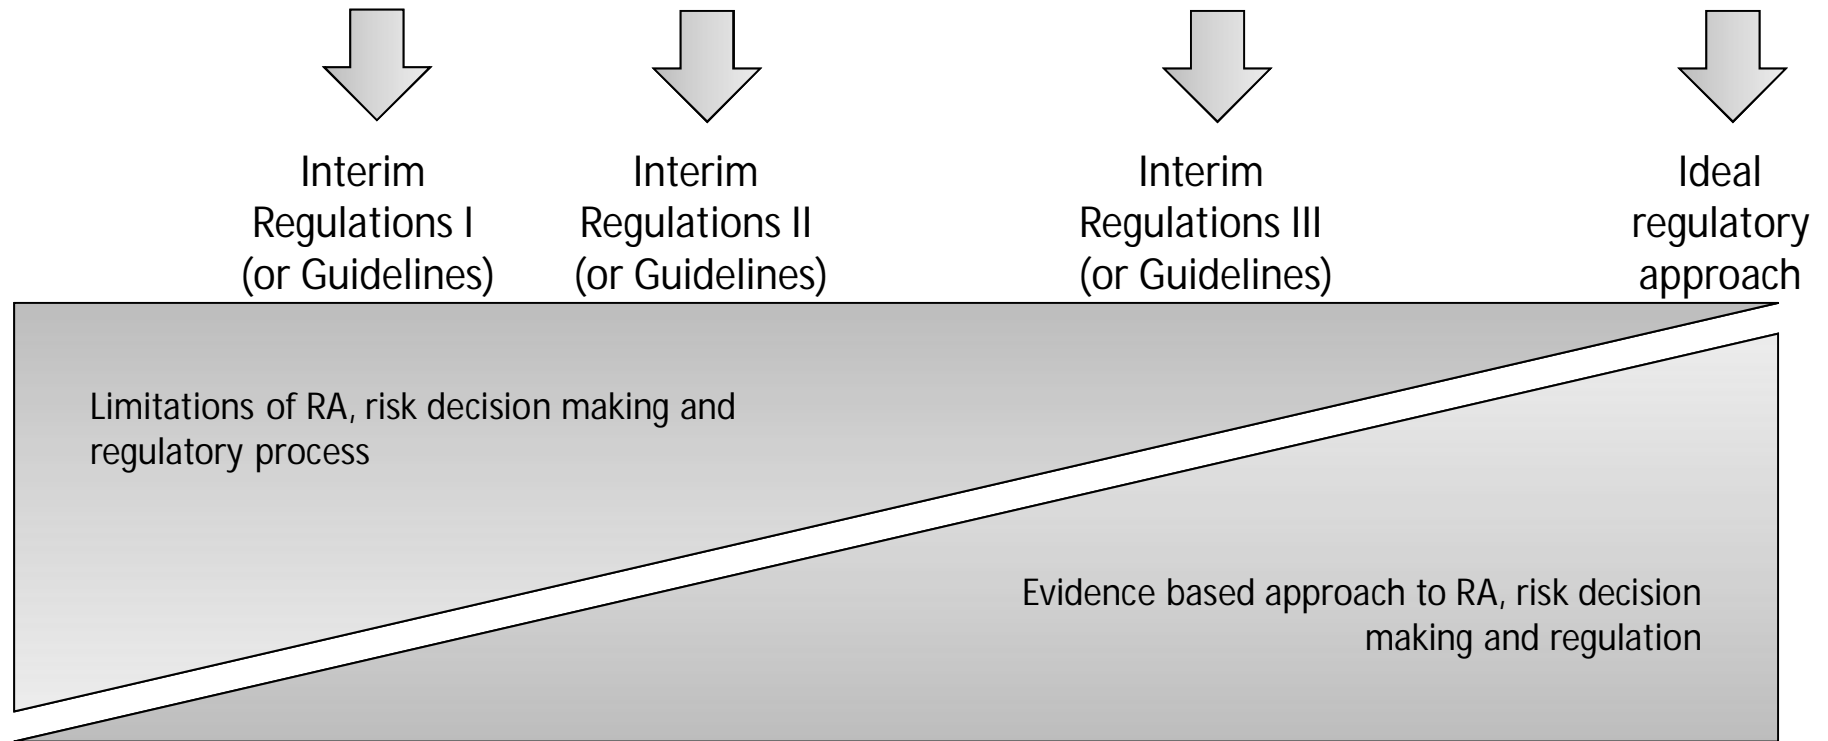 Interim
Regulations I
(or Guidelines)
Interim
Regulations II
(or Guidelines)
Interim
Regulations III
(or Guidelines)
Ideal
regulatory
approach
Limitations of RA, risk decision making and
regulatory process
Evidence based approach to RA, risk decision
making and regulation